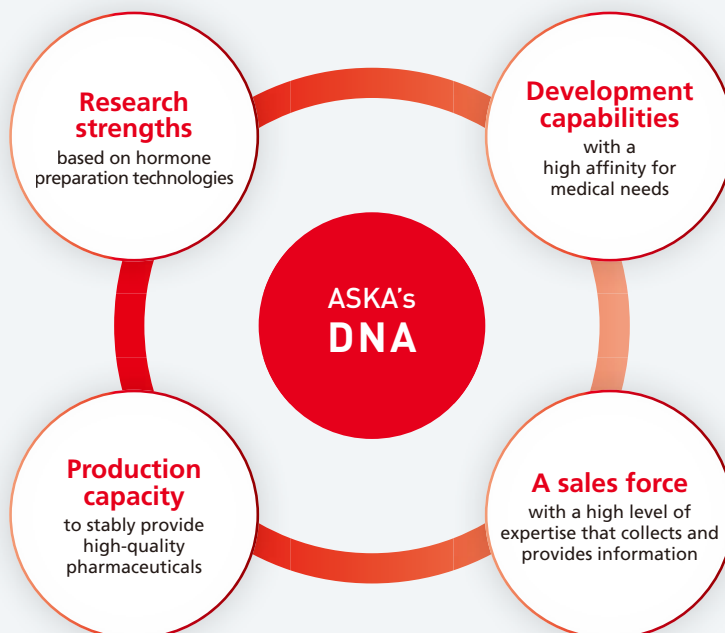 Research
strengths
based on hormone
preparation technologies
Development
capabilities
with a
high affinity for
medical needs
ASKA's
DNA
Production
capacity
to stably provide
high-quality
pharmaceuticals
A sales force
with a high level of
expertise that collects and
provides information